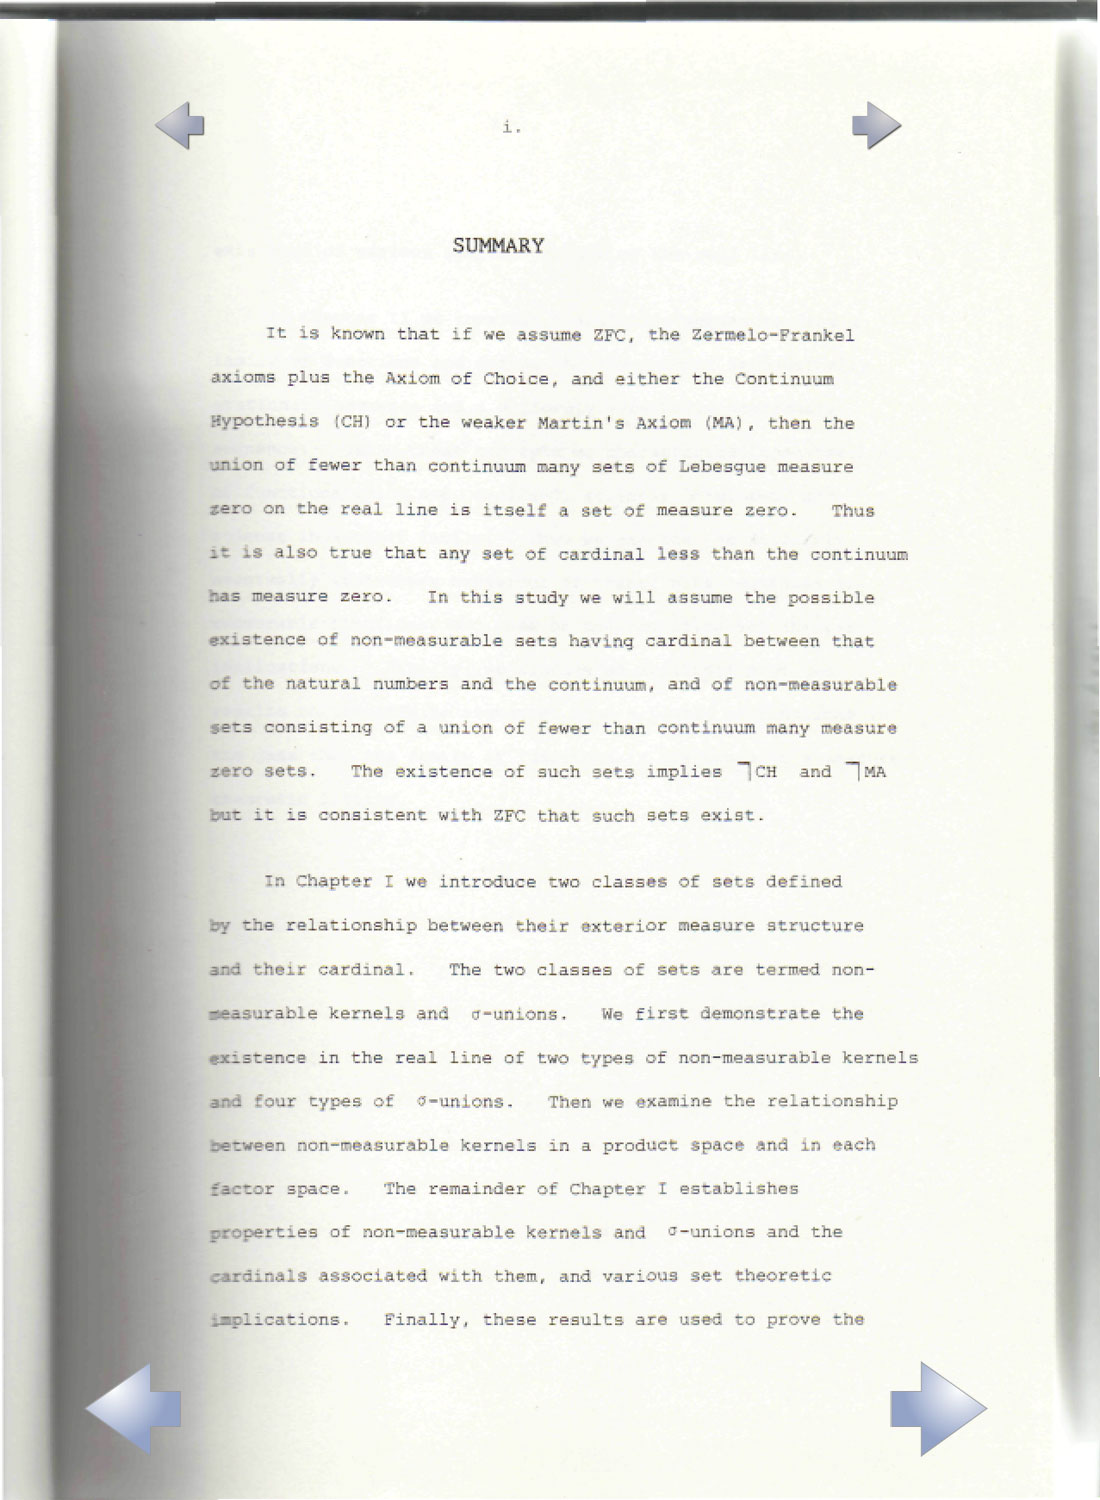 i.
SUMMARY
It is known that if we assume ZFC, the Zermelo-Frankel
axioms plus the Axiom of Choice, and either the Continuum
Hypothesis (CH) or the weaker Martin's Axiom (MA), then the
union of fewer than continuum many sets of Lebesgue measure
zero on the real line is itself a set of measure zero. Thus
it is also true that any set of cardinal less than the continuum
has measure zero. In this study we will assume the possible
existence of non-measurable sets having cardinal between that
of the natural numbers and the continuum, and of non-measurable
sets consisting of a union of fewer than continuum many measure
zero sets. The existence of such sets implies ¬CH and ¬MA
but it is consistent with ZFC that such sets exist.
In Chapter I we introduce two classes of sets defined
by the relationship between their exterior measure structure
and their cardinal. The two classes of sets are termed non-
measurable kernels and σ-unions. We first demonstrate the
existence in the real line of two types of non-measurable kernels
and four types of σ-unions. Then we examine the relationship
between non-measurable kernels in a product space and in each
factor space. The remainder of Chapter I establishes
properties of non-measurable kernels and σ-unions and the
cardinals associated with them, and various set theoretic
implications. Finally, these results are used to prove the